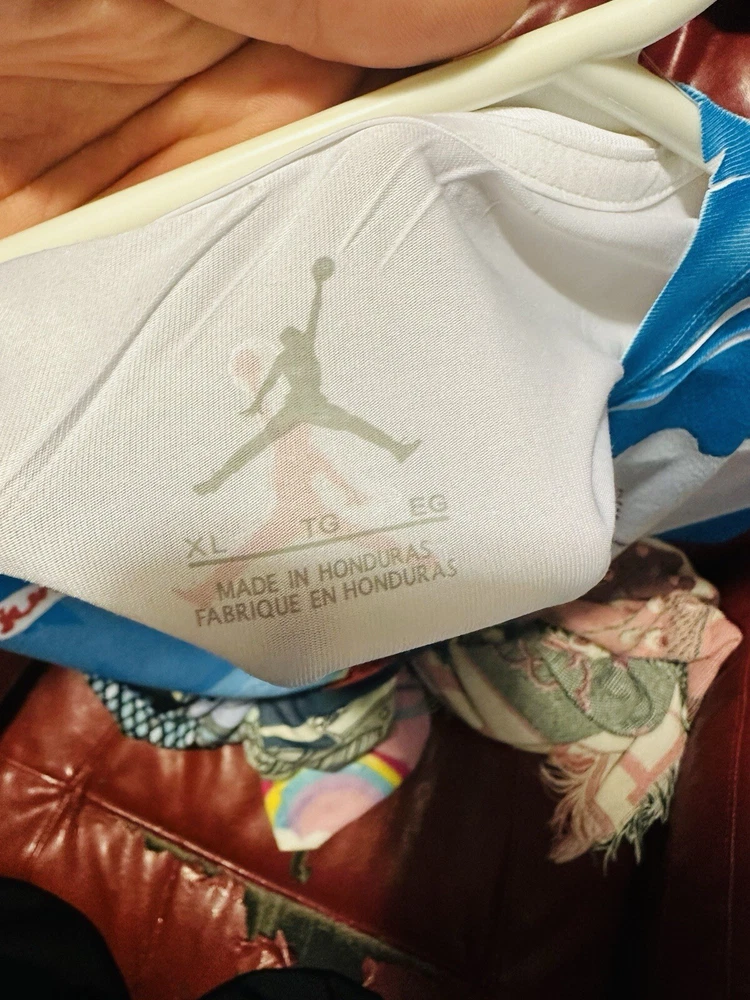 XL TG EG
MADE IN HONDURAS
FABRIQUE EN HONDURAS